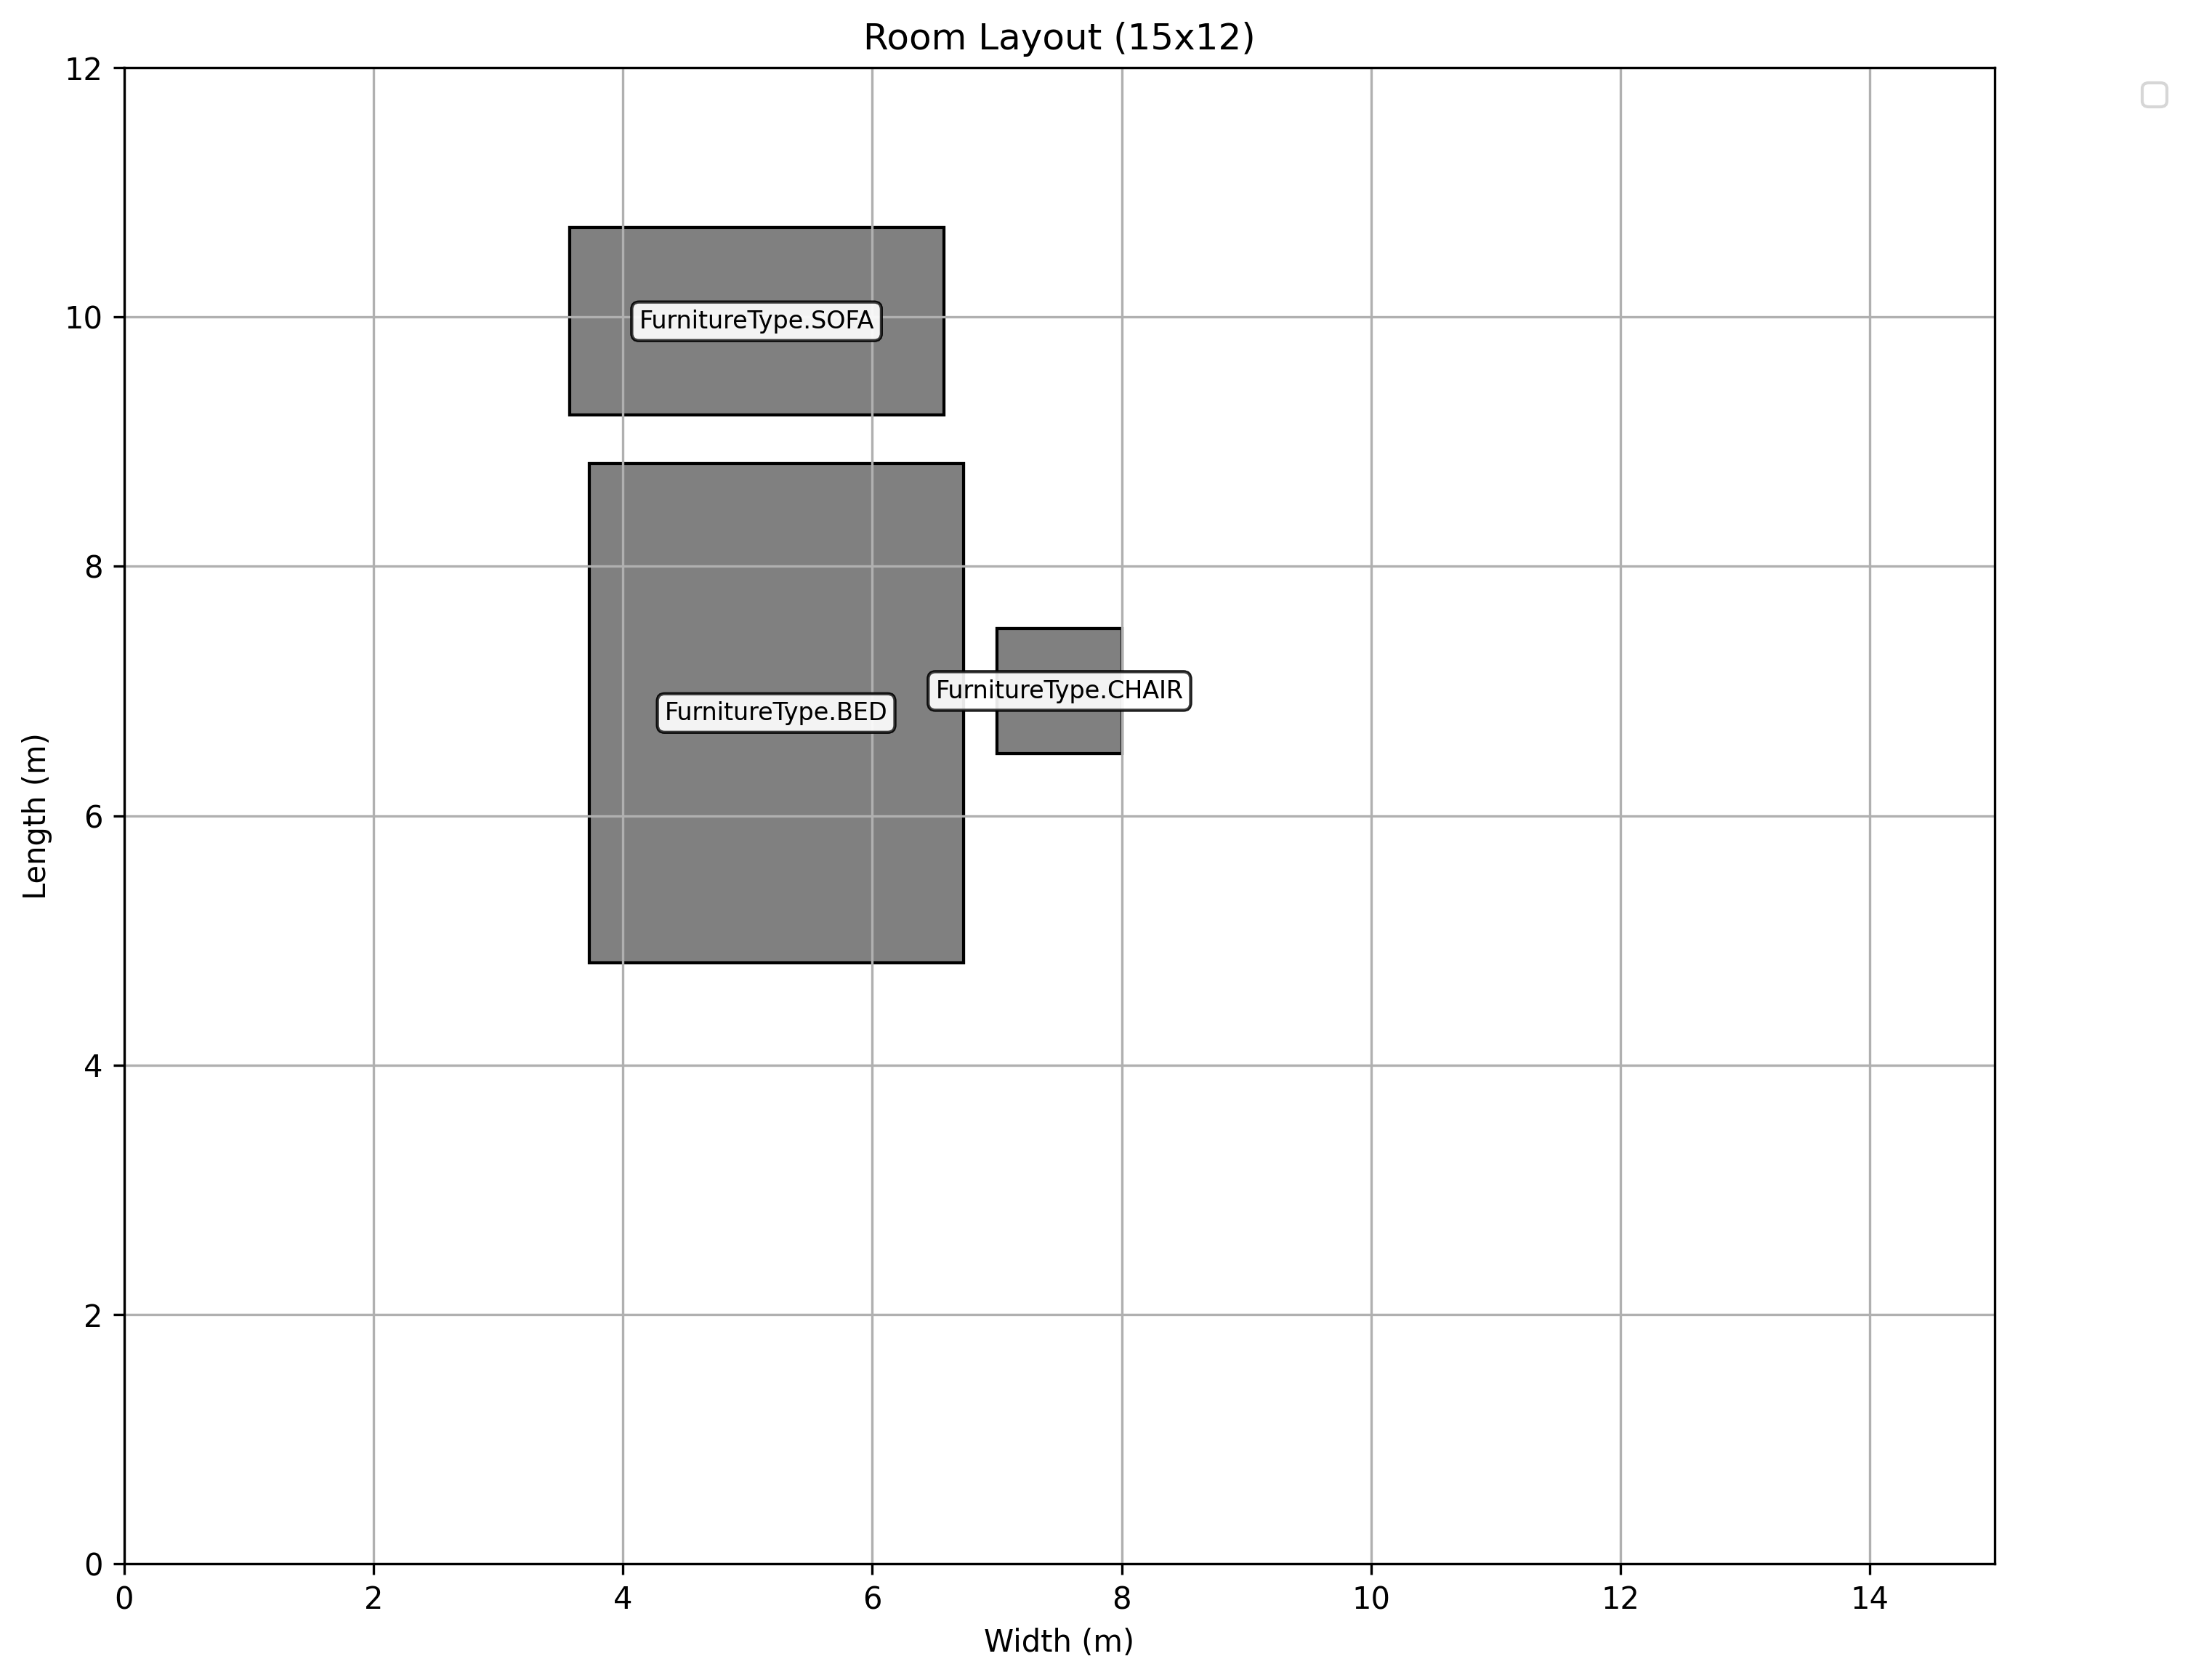 Room Layout (15x12)
12
10
8
6
4
2
0
Length (m)
FurnitureType.SOFA
FurnitureType.CHAIR
FurnitureType.BED
0 2 4 6 8 10 12 14
Width (m)